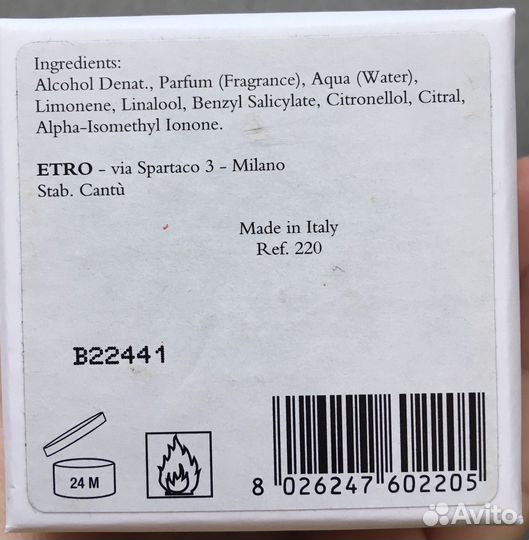 Ingredients:
Alcohol Denat., Parfum (Fragrance), Aqua (Water),
Limonene, Linalool, Benzyl Salicylate, Citronellol, Citral,
Alpha-Isomethyl Ionone.
ETRO - via Spartaco 3 - Milano
Stab. Cantù
Made in Italy
Ref. 220
B22441
24 M
8 026247 602205
Avito